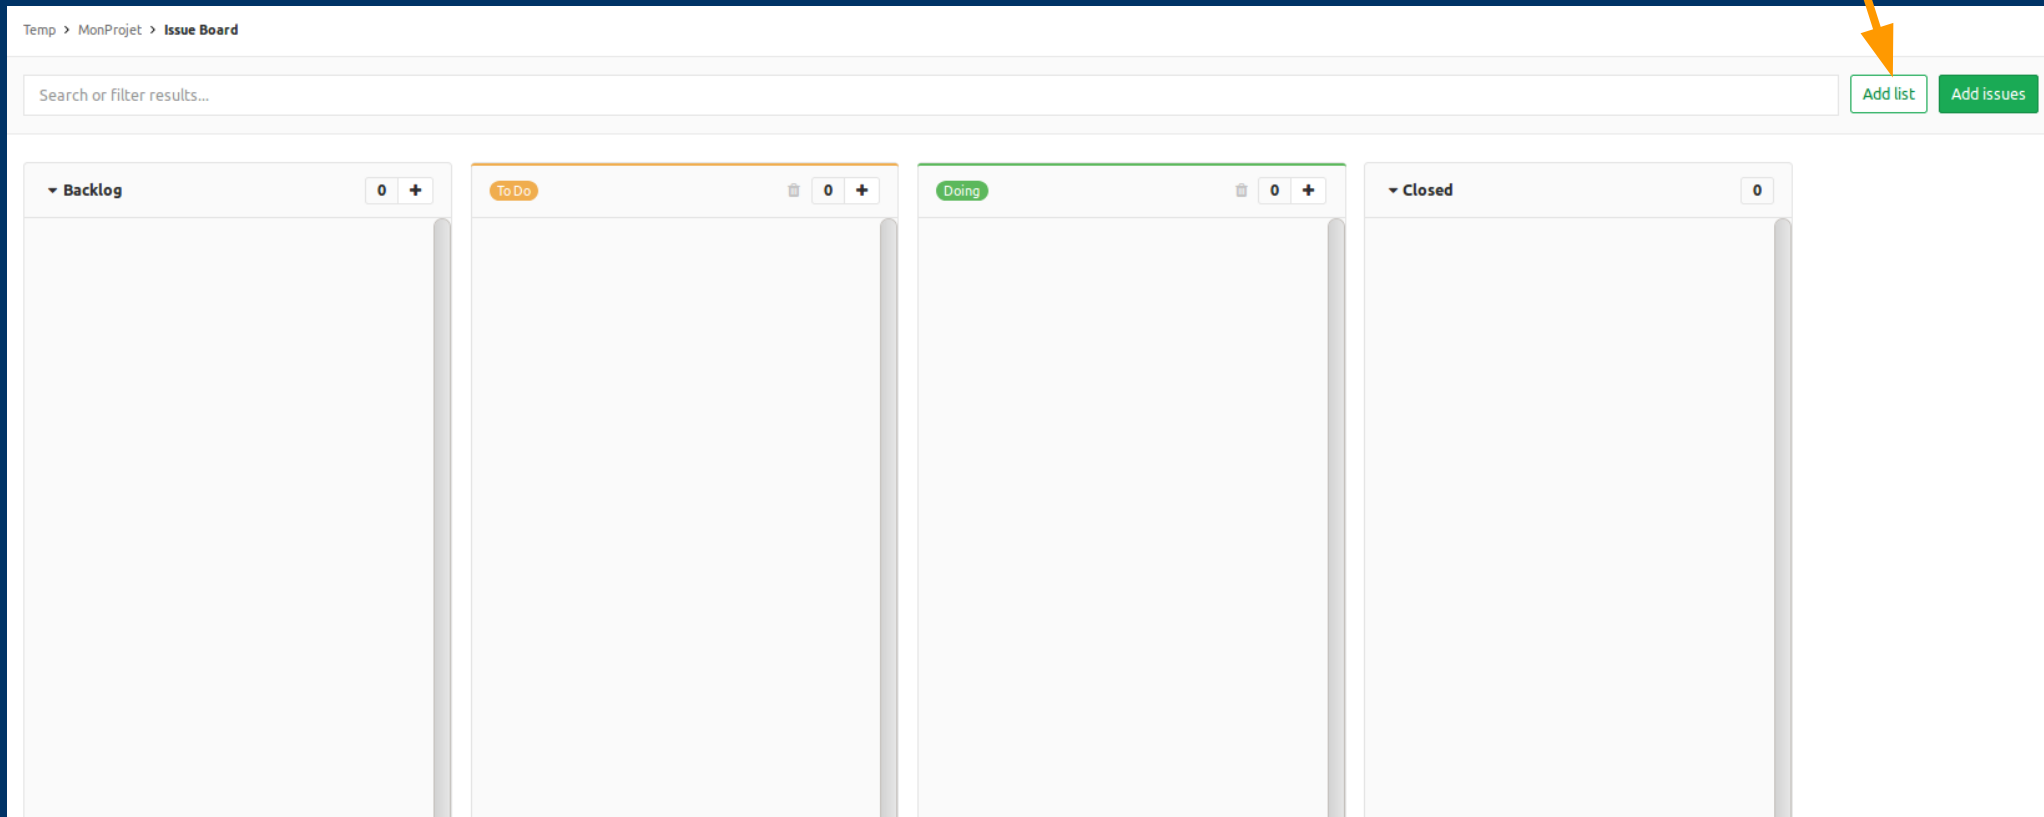 Temp > MonProjet > Issue Board
Search or filter results...
Add list
Add issues
Backlog 0 +
To Do 0 +
Doing 0 +
Closed 0